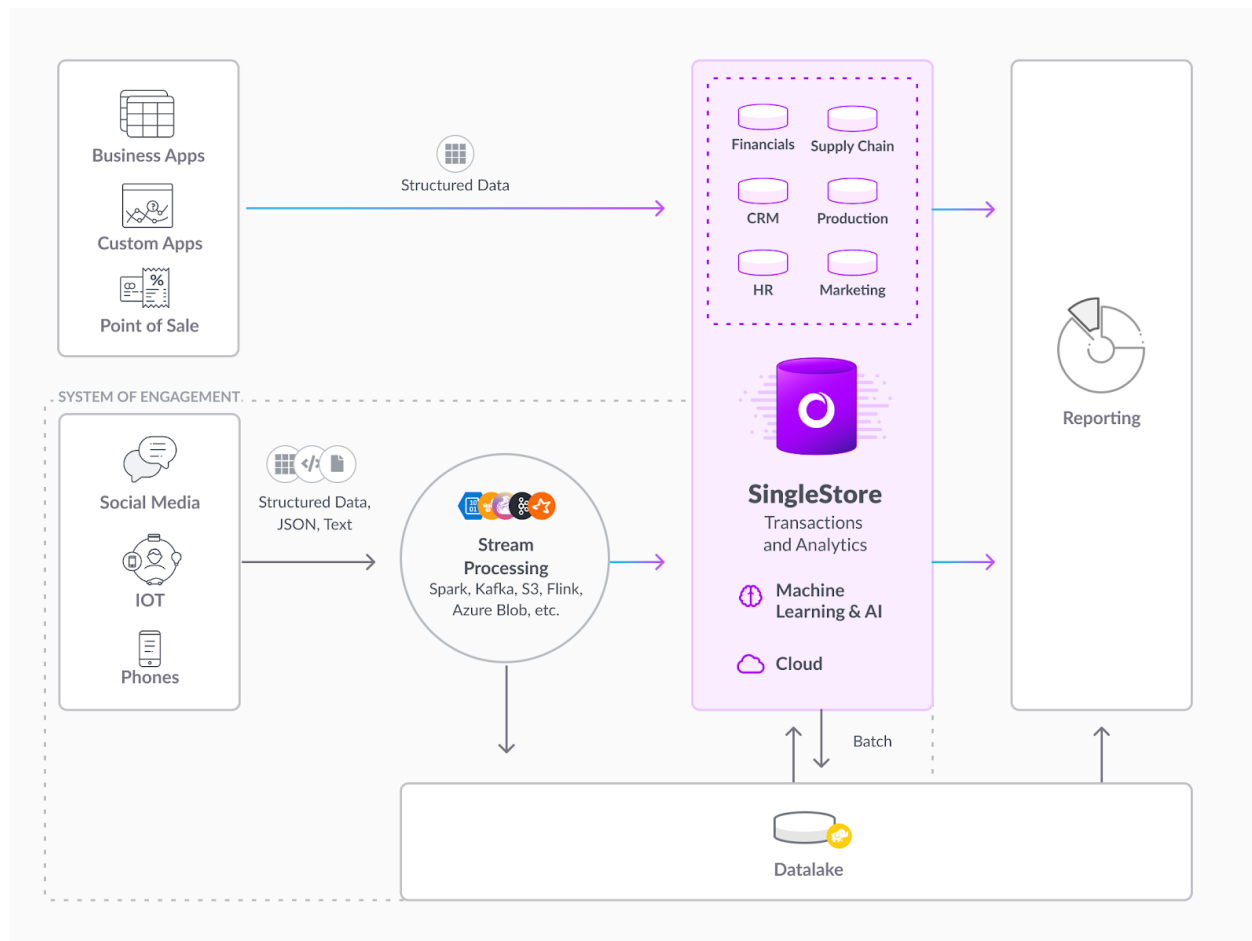 Business Apps
Custom Apps
%
Point of Sale
Structured Data
Financials
Supply Chain
CRM
Production
HR
Marketing
Reporting
SYSTEM OF ENGAGEMENT
Social Media
IOT
Phones
</>
Structured Data,
JSON, Text
10
01
Stream
Processing
Spark, Kafka, S3, Flink,
Azure Blob, etc.
SingleStore
Transactions
and Analytics
Machine
Learning & AI
Cloud
Batch
Datalake